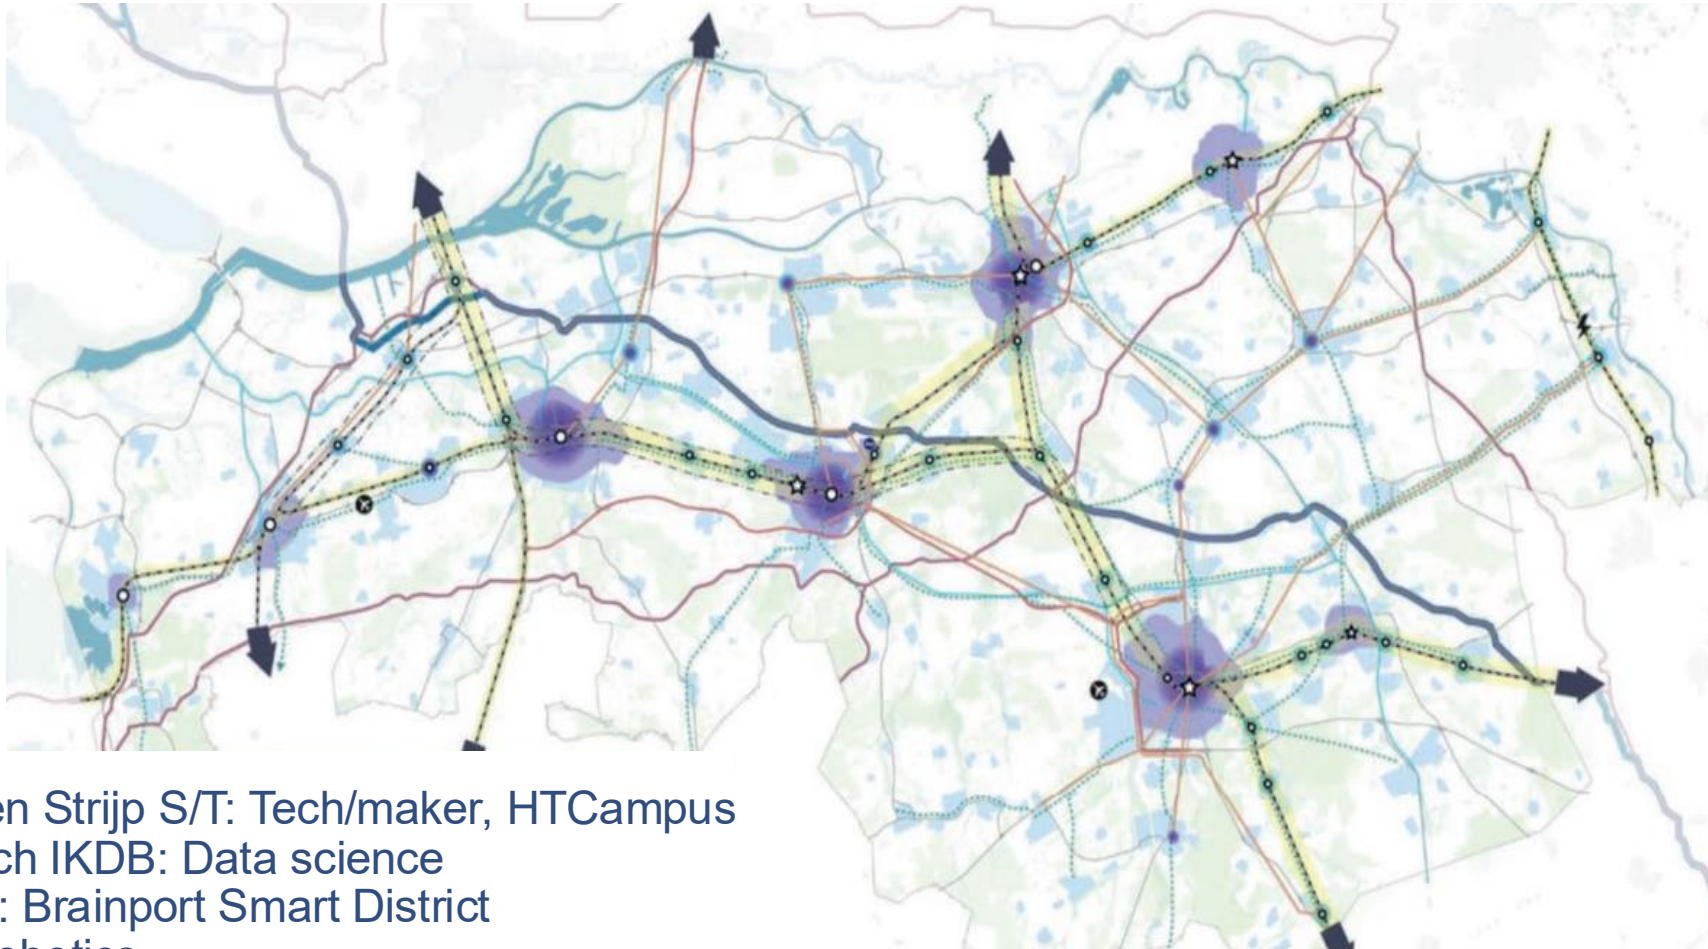 en Strijp S/T: Tech/maker, HTCampus
ch IKDB: Data science
: Brainport Smart District